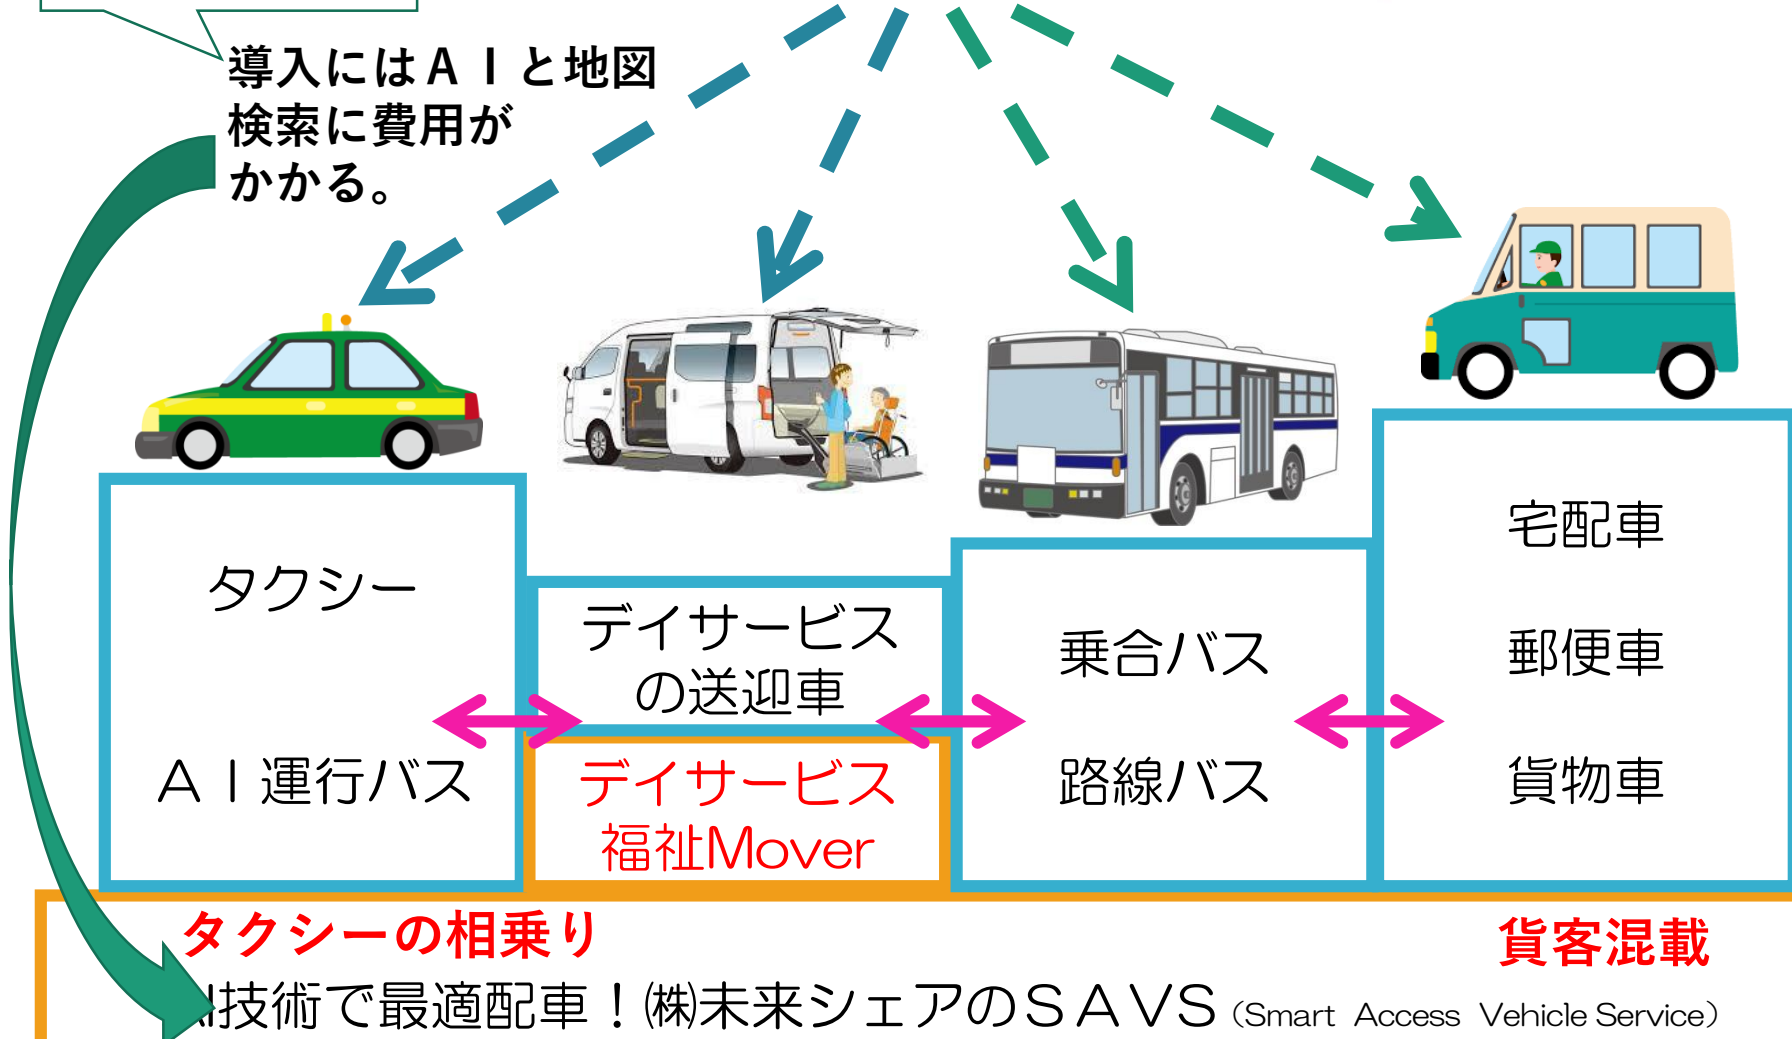 導入にはＡＩと地図
検索に費用が
かかる。
タクシー
ＡＩ運行バス
デイサービス
の送迎車
デイサービス
福祉Mover
乗合バス
路線バス
宅配車
郵便車
貨物車
タクシーの相乗り
貨客混載
I技術で最適配車！㈱未来シェアのＳＡＶＳ（Smart Access Vehicle Service）